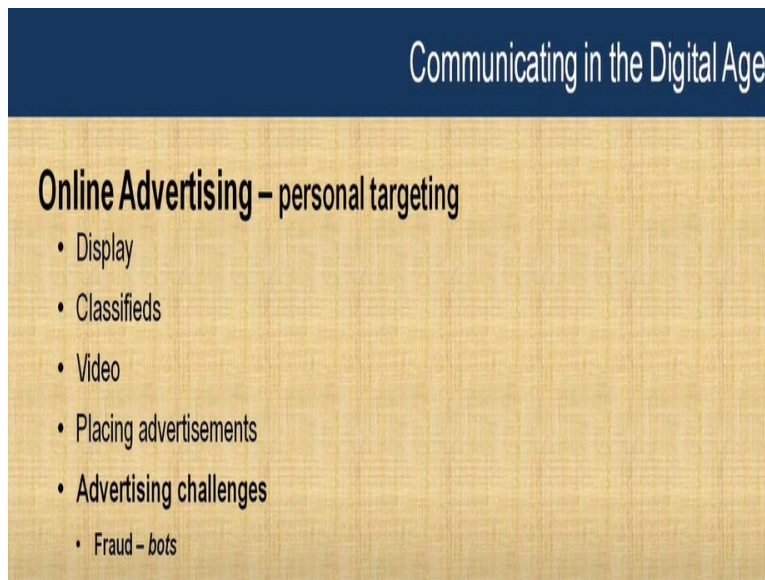 Communicating in the Digital Age
Online Advertising – personal targeting
• Display
• Classifieds
• Video
• Placing advertisements
• Advertising challenges
• Fraud – bots